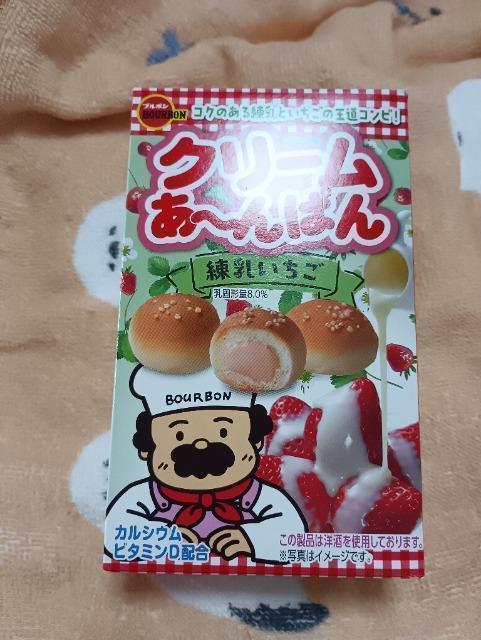 ブルボン
BOURBON
コクのある練乳といちごの王道コンビ!
クリーム
あ〜んぱん
練乳いちご
乳固形量8.0%
BOURBON
カルシウム
ビタミンD配合
この製品は洋酒を使用しております。
※写真はイメージです。